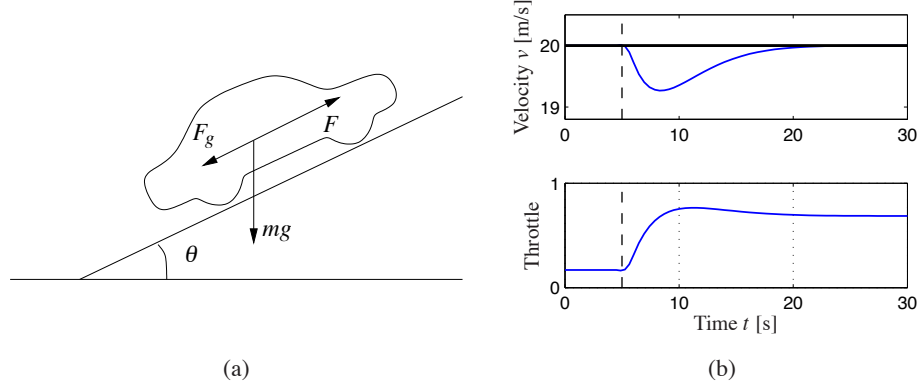 F_g
F
mg
θ
(a)
Velocity v [m/s]
20
19
0 10 20 30
Throttle
1
0
0 10 20 30
Time t [s]
(b)